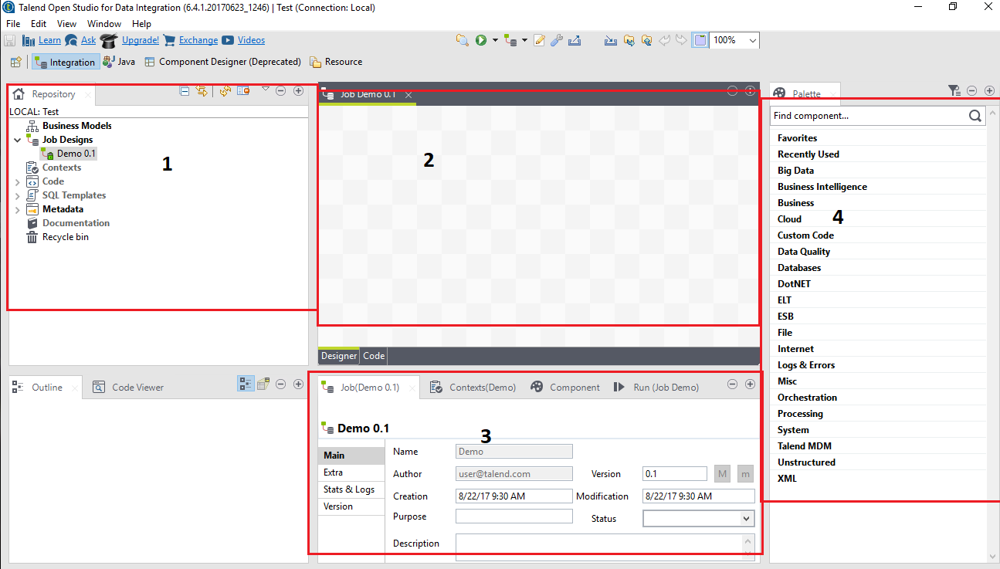 Talend Open Studio for Data Integration (6.4.1.20170623_1246) | Test (Connection: Local)
File Edit View Window Help
Learn Ask Upgrade! Exchange Videos 100%
Integration Java Component Designer (Deprecated) Resource
Repository
LOCAL: Test
Business Models
Job Designs
Demo 0.1
Contexts
Code
SQL Templates
Metadata
Documentation
Recycle bin
1
Job Demo 0.1
2
Designer Code
Palette
Find component...
Favorites
Recently Used
Big Data
Business Intelligence
Business
Cloud
4
Custom Code
Data Quality
Databases
DotNET
ELT
ESB
File
Internet
Logs & Errors
Misc
Orchestration
Processing
System
Talend MDM
Unstructured
XML
Outline Code Viewer
Job(Demo 0.1) Contexts(Demo) Component Run (Job Demo)
Demo 0.1
3
Main
Extra
Stats & Logs
Version
Name Demo
Author user@talend.com Version 0.1 M m
Creation 8/22/17 9:30 AM Modification 8/22/17 9:30 AM
Purpose Status
Description